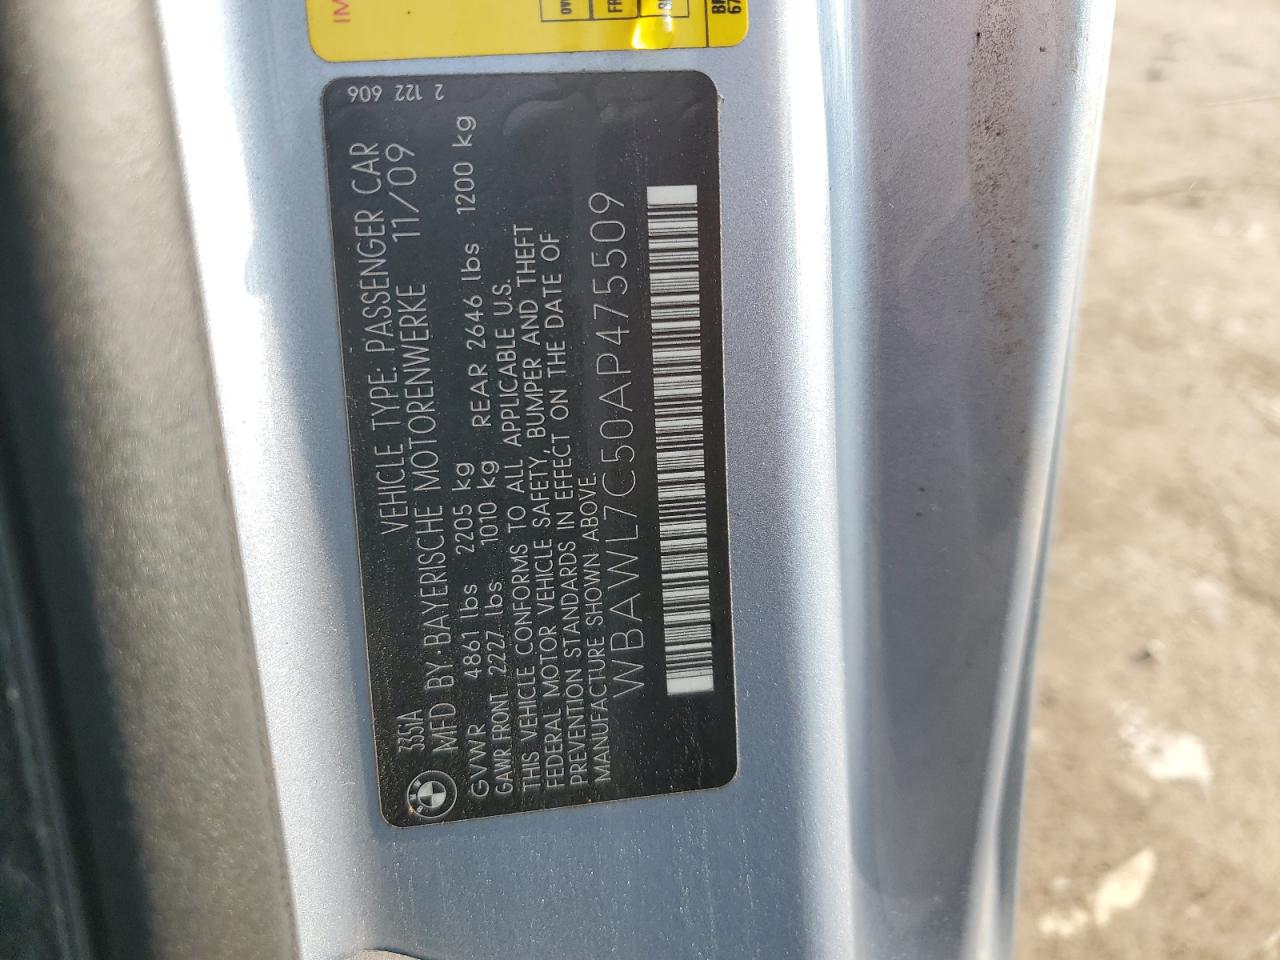 2 122 606
335iA VEHICLE TYPE: PASSENGER CAR
MFD BY: BAYERISCHE MOTORENWERKE 11/09
GVWR 4861 lbs 2205 kg
GAWR FRONT 2227 lbs 1010 kg REAR 2646 lbs 1200 kg
THIS VEHICLE CONFORMS TO ALL APPLICABLE U.S.
FEDERAL MOTOR VEHICLE SAFETY, BUMPER AND THEFT
PREVENTION STANDARDS IN EFFECT ON THE DATE OF
MANUFACTURE SHOWN ABOVE.
WBAWL7C50AP475509